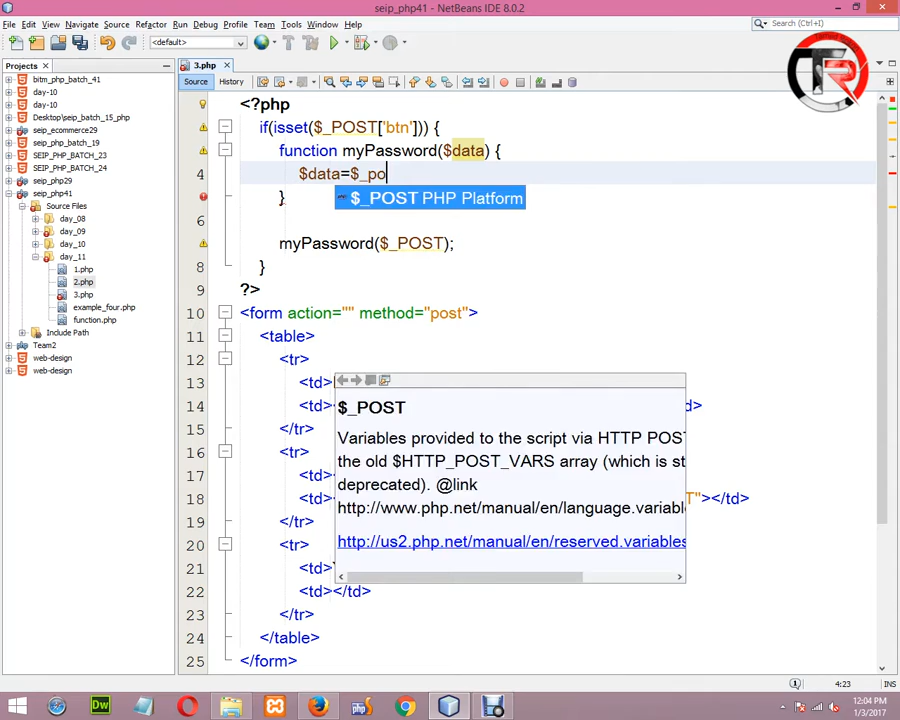 seip_php41 - NetBeans IDE 8.0.2
File Edit View Navigate Source Refactor Run Debug Profile Team Tools Window Help
Search (Ctrl+I)
<default>
Projects
3.php
Source History
bitm_php_batch_41
day-10
day-10
Desktop\seip_batch_15_php
seip_ecommerce29
SEIP_PHP_BATCH_23
SEIP_PHP_BATCH_24
seip_php29
seip_php41
Source Files
day_08
day_09
day_10
day_11
1.php
2.php
3.php
example_four.php
function.php
Include Path
Team2
web-design
web-design
TR
<?php
if(isset($_POST['btn'])) {
function myPassword($data) {
4 $data=$_po
}
$_POST PHP Platform
6
myPassword($_POST);
8 }
9 ?>
10 <form action="" method="post">
11 <table>
12 <tr>
13 <td>
14 <td> d>
15 </tr>
16 <tr>
17 <td>
18 <td> "></td>
19 </tr>
20 <tr>
21 <td>
22 <td></td>
23 </tr>
24 </table>
25 </form>
$_POST
Variables provided to the script via HTTP POST
the old $HTTP_POST_VARS array (which is st
deprecated). @link
http://www.php.net/manual/en/language.variabl
http://us2.php.net/manual/en/reserved.variables
4:23 INS
Dw
php
12:04 PM
1/3/2017